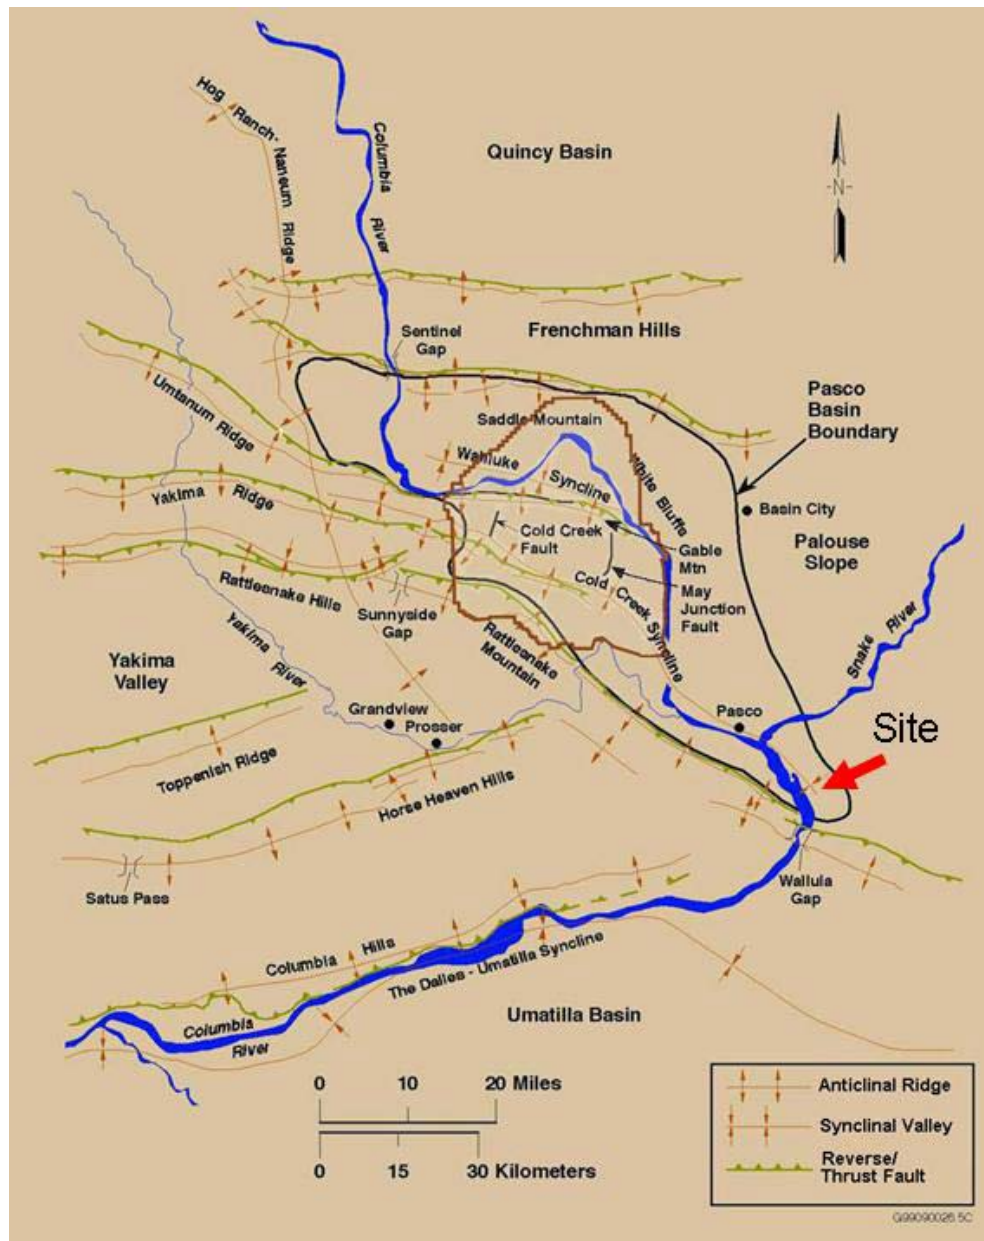 Hog Ranch-
Naneum Ridge
Columbia
River
Quincy Basin
-N-
Sentinel
Gap
Frenchman Hills
Pasco
Basin
Boundary
Umtanum Ridge
Saddle Mountain
Wahluke
Syncline
White Bluffs
Yakima Ridge
Cold Creek
Fault
Basin City
Palouse
Slope
Gable
Mtn
May
Junction
Fault
Cold Creek Syncline
Rattlesnake Hills
Sunnyside
Gap
Rattlesnake
Mountain
Snake River
Yakima River
Yakima
Valley
Grandview
Prosser
Pasco
Site
Toppenish Ridge
Horse Heaven Hills
Satus Pass
Wallula
Gap
Columbia Hills
The Dalles - Umatilla Syncline
Columbia
River
Umatilla Basin
0 10 20 Miles
0 15 30 Kilometers
Anticlinal Ridge
Synclinal Valley
Reverse/
Thrust Fault
G99090026.5C